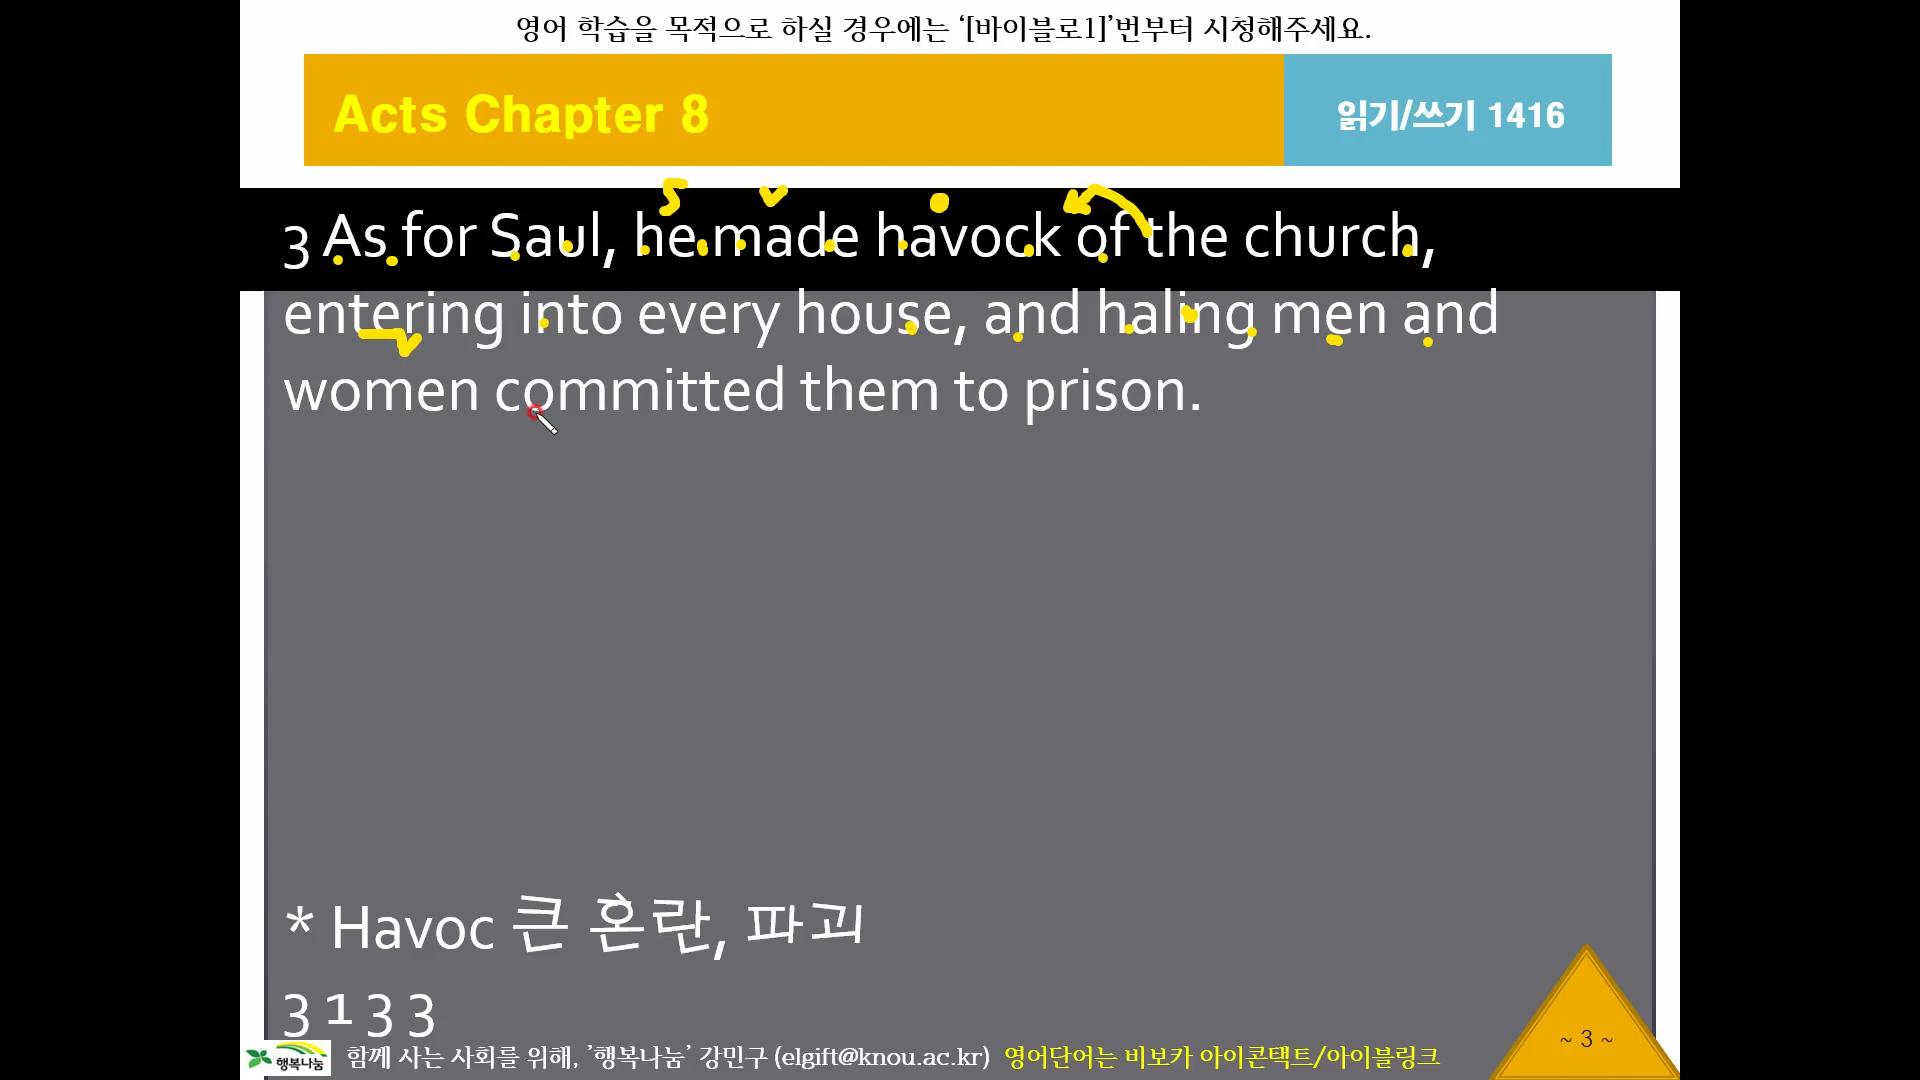 영어 학습을 목적으로 하실 경우에는 ‘[바이블로1]’번부터 시청해주세요.
Acts Chapter 8
읽기/쓰기 1416
3 As for Saul, he made havock of the church,
entering into every house, and haling men and
women committed them to prison.
* Havoc 큰 혼란, 파괴
3 1 3 3
행복나눔
함께 사는 사회를 위해, ’행복나눔’ 강민구 (elgift@knou.ac.kr) 영어단어는 비보카 아이콘택트/아이블링크
~ 3 ~